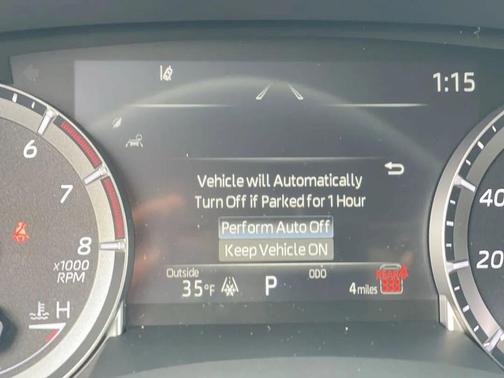 1:15
6
7
8
x1000
RPM
H
Vehicle will Automatically
Turn Off if Parked for 1 Hour
Perform Auto Off
Keep Vehicle ON
Outside
35°F
P
ODO
4 miles
REAR
40
20